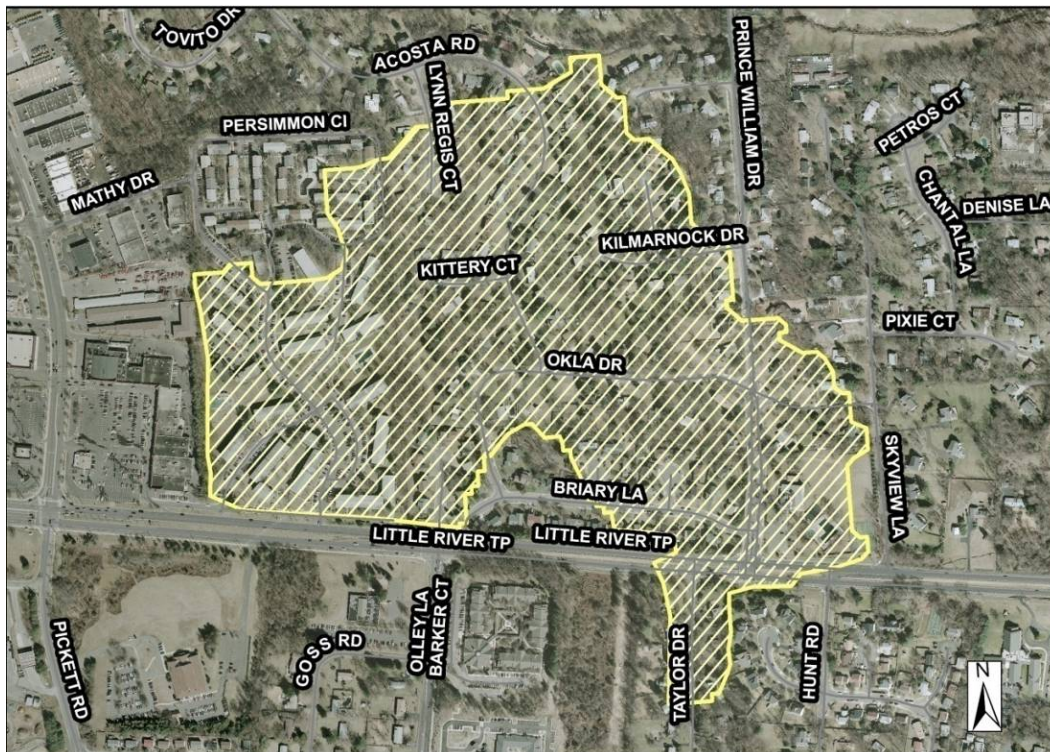 TOVITO DR
ACOSTA RD
LYNN REGIS CT
PRINCE WILLIAM DR
PERSIMMON CI
PETROS CT
MATHY DR
CHANTAL LA
DENISE LA
KILMARNOCK DR
KITTERY CT
PIXIE CT
OKLA DR
SKYVIEW LA
BRIARY LA
LITTLE RIVER TP
LITTLE RIVER TP
PICKETT RD
GOSS RD
OLLEY LA
BARKER CT
TAYLOR DR
HUNT RD
N